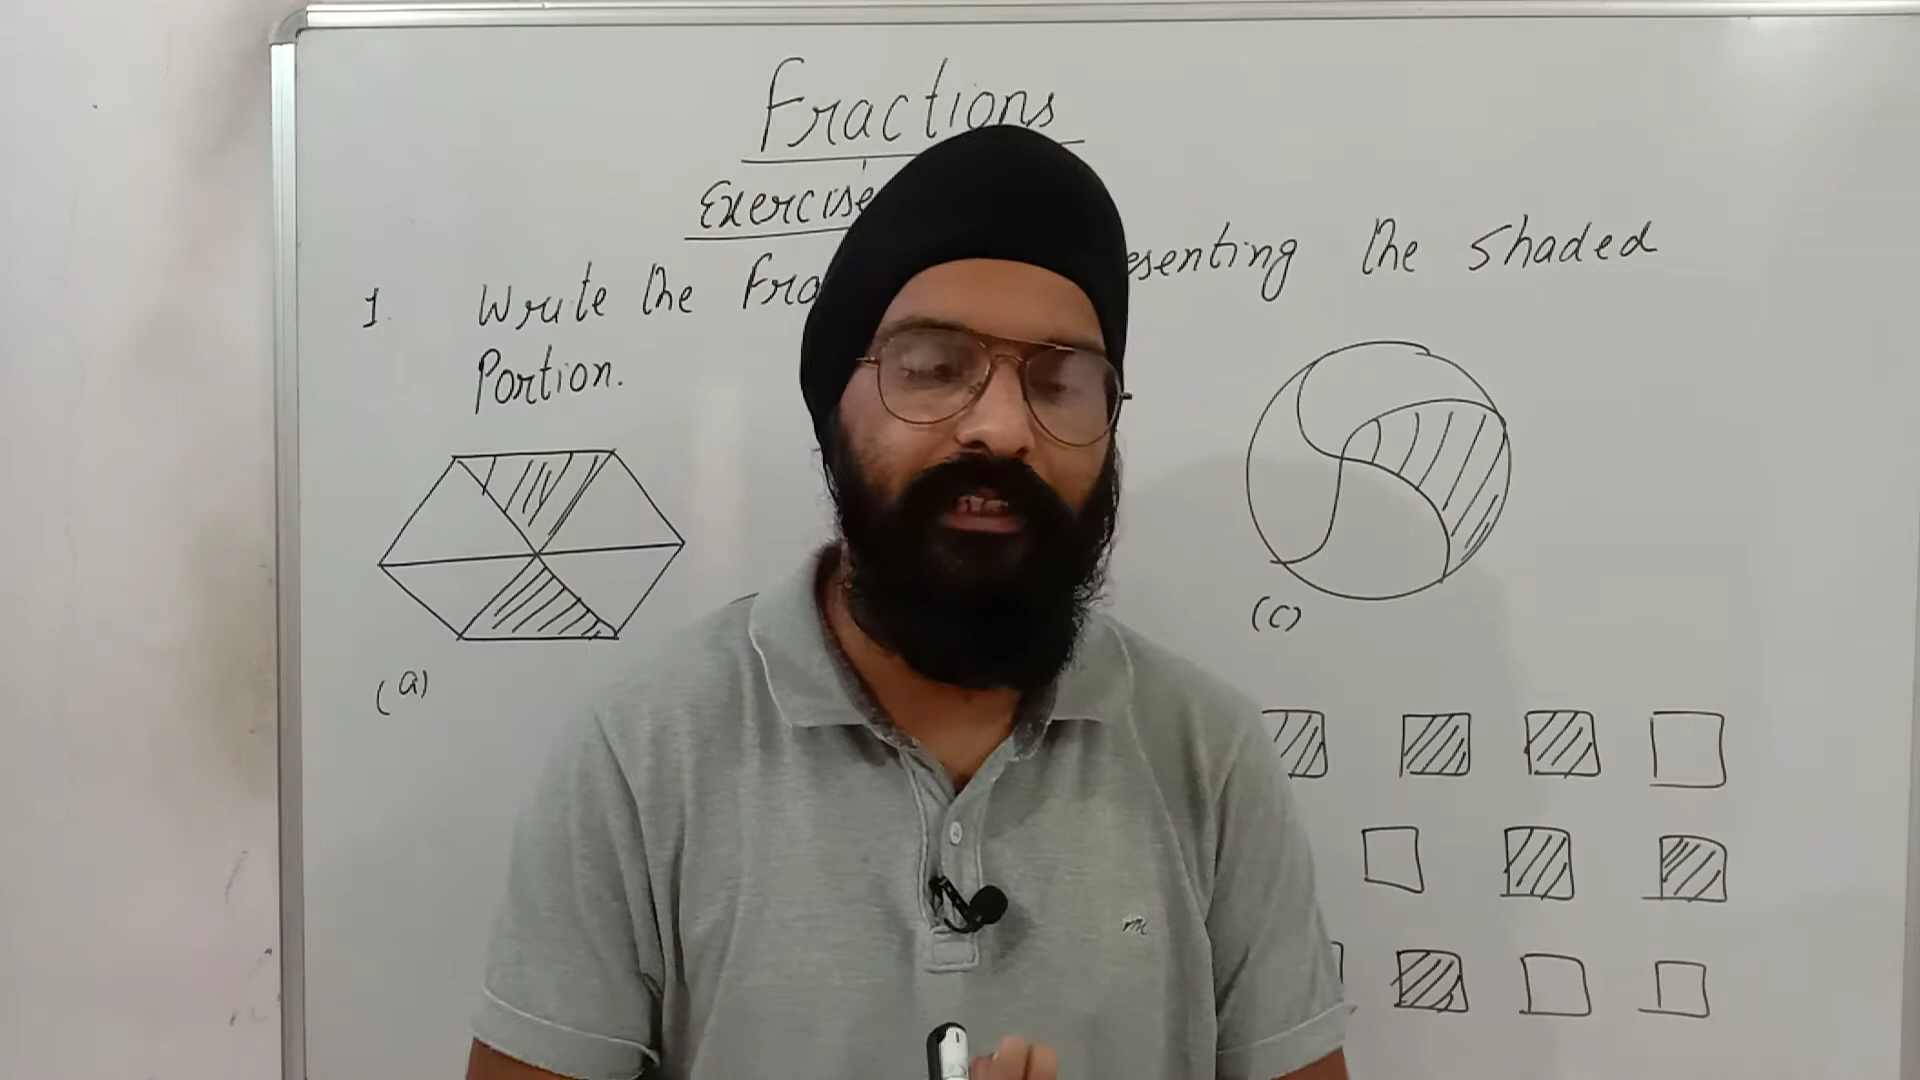 Fractions
Exercise
1. Write the Fra esenting the shaded
Portion.
(a)
(c)
m